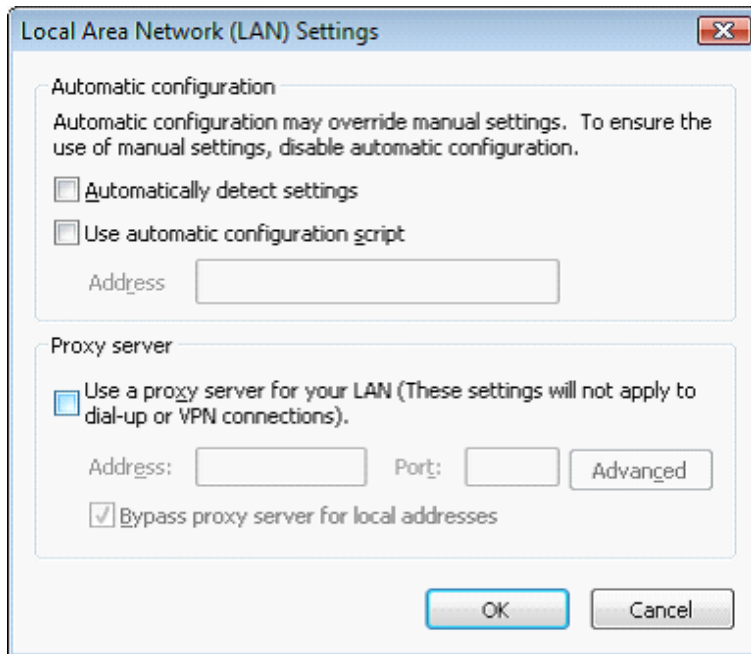 Local Area Network (LAN) Settings
Automatic configuration
Automatic configuration may override manual settings. To ensure the
use of manual settings, disable automatic configuration.
Automatically detect settings
Use automatic configuration script
Address
Proxy server
Use a proxy server for your LAN (These settings will not apply to
dial-up or VPN connections).
Address: Port: Advanced
Bypass proxy server for local addresses
OK Cancel